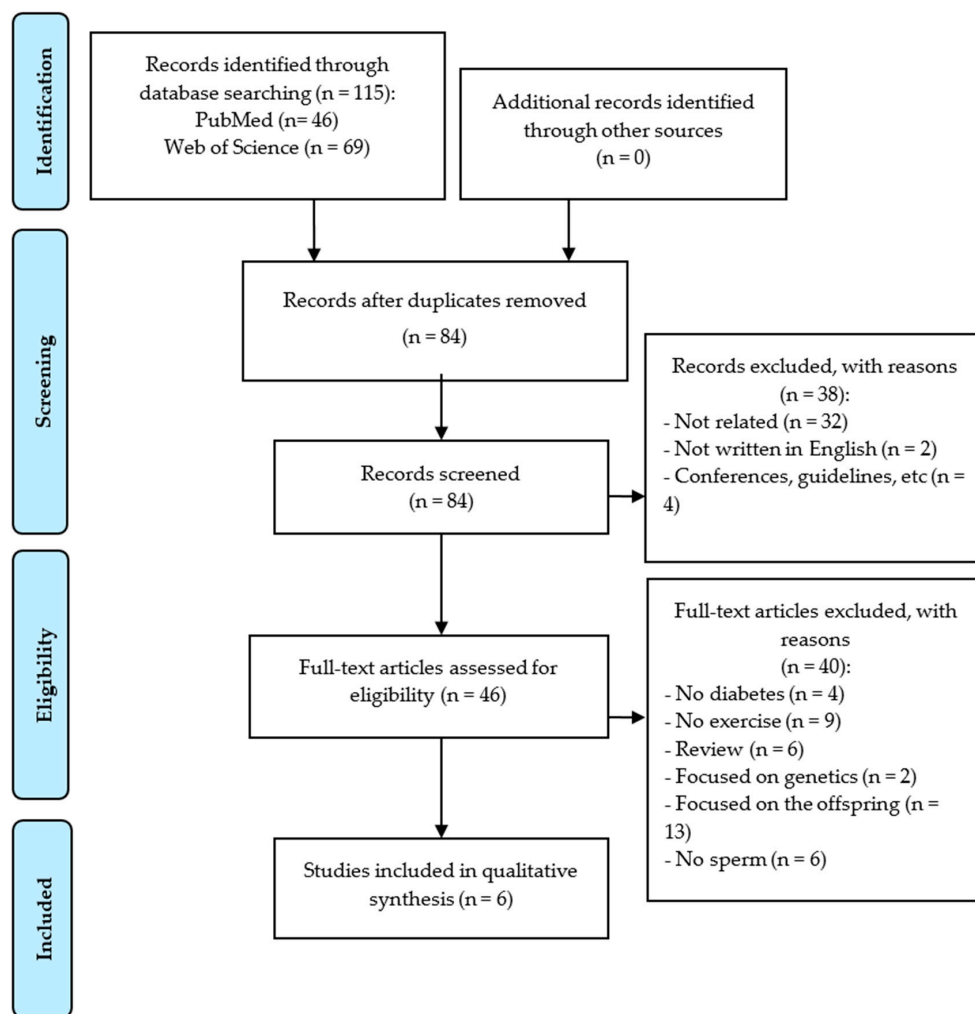 Identification
Records identified through
database searching (n = 115):
PubMed (n= 46)
Web of Science (n = 69)
Additional records identified
through other sources
(n = 0)
Screening
Records after duplicates removed
(n = 84)
Records screened
(n = 84)
Records excluded, with reasons
(n = 38):
- Not related (n = 32)
- Not written in English (n = 2)
- Conferences, guidelines, etc (n =
4)
Eligibility
Full-text articles assessed for
eligibility (n = 46)
Full-text articles excluded, with
reasons
(n = 40):
- No diabetes (n = 4)
- No exercise (n = 9)
- Review (n = 6)
- Focused on genetics (n = 2)
- Focused on the offspring (n =
13)
- No sperm (n = 6)
Included
Studies included in qualitative
synthesis (n = 6)